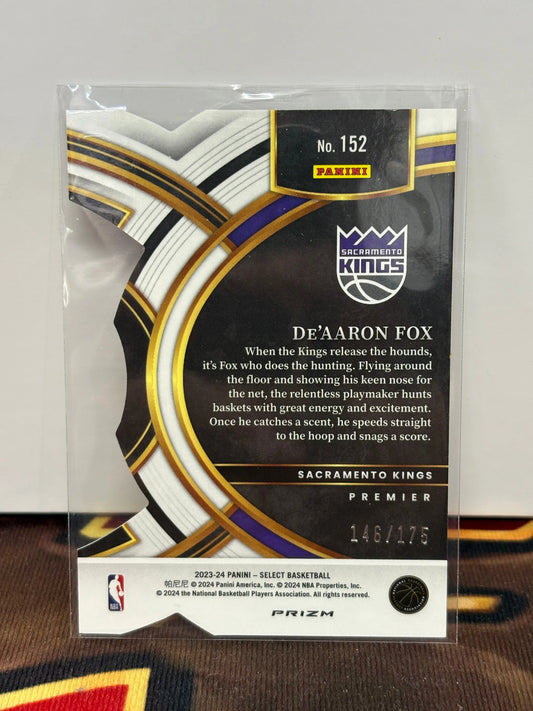 No. 152
PANINI
SACRAMENTO
KINGS
DE'AARON FOX
When the Kings release the hounds,
it's Fox who does the hunting. Flying around
the floor and showing his keen nose for
the net, the relentless playmaker hunts
baskets with great energy and excitement.
Once he catches a scent, he speeds straight
to the hoop and snags a score.
SACRAMENTO KINGS
PREMIER
146/175
2023-24 PANINI – SELECT BASKETBALL
帕尼尼 © 2024 Panini America, Inc. © 2024 NBA Properties, Inc.
© 2024 the National Basketball Players Association. All rights reserved.
NBA
PRIZM